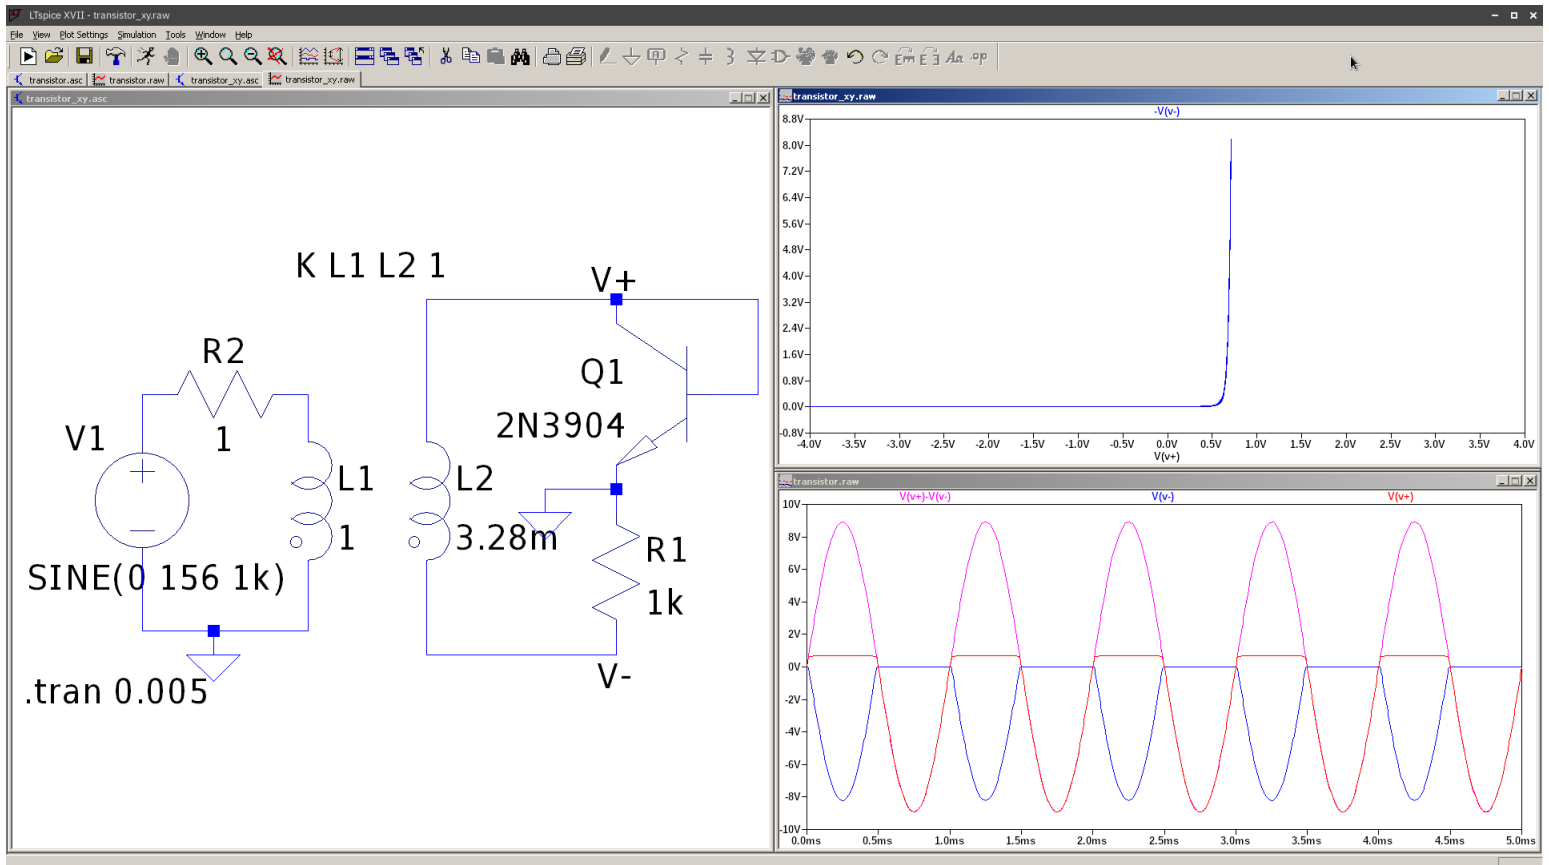 LTspice XVII - transistor_xy.raw
File View Plot Settings Simulation Tools Window Help
transistor.asc transistor.raw transistor_xy.asc transistor_xy.raw
transistor_xy.asc
K L1 L2 1
V+
R2
Q1
V1
1
2N3904
L1
L2
1
3.28m
R1
SINE(0 156 1k)
1k
V-
.tran 0.005
transistor_xy.raw
-V(v-)
8.8V
8.0V
7.2V
6.4V
5.6V
4.8V
4.0V
3.2V
2.4V
1.6V
0.8V
0.0V
-0.8V
-4.0V -3.5V -3.0V -2.5V -2.0V -1.5V -1.0V -0.5V 0.0V 0.5V 1.0V 1.5V 2.0V 2.5V 3.0V 3.5V 4.0V
V(v+)
transistor.raw
V(v+)-V(v-) V(v-) V(v+)
10V
8V
6V
4V
2V
0V
-2V
-4V
-6V
-8V
-10V
0.0ms 0.5ms 1.0ms 1.5ms 2.0ms 2.5ms 3.0ms 3.5ms 4.0ms 4.5ms 5.0ms